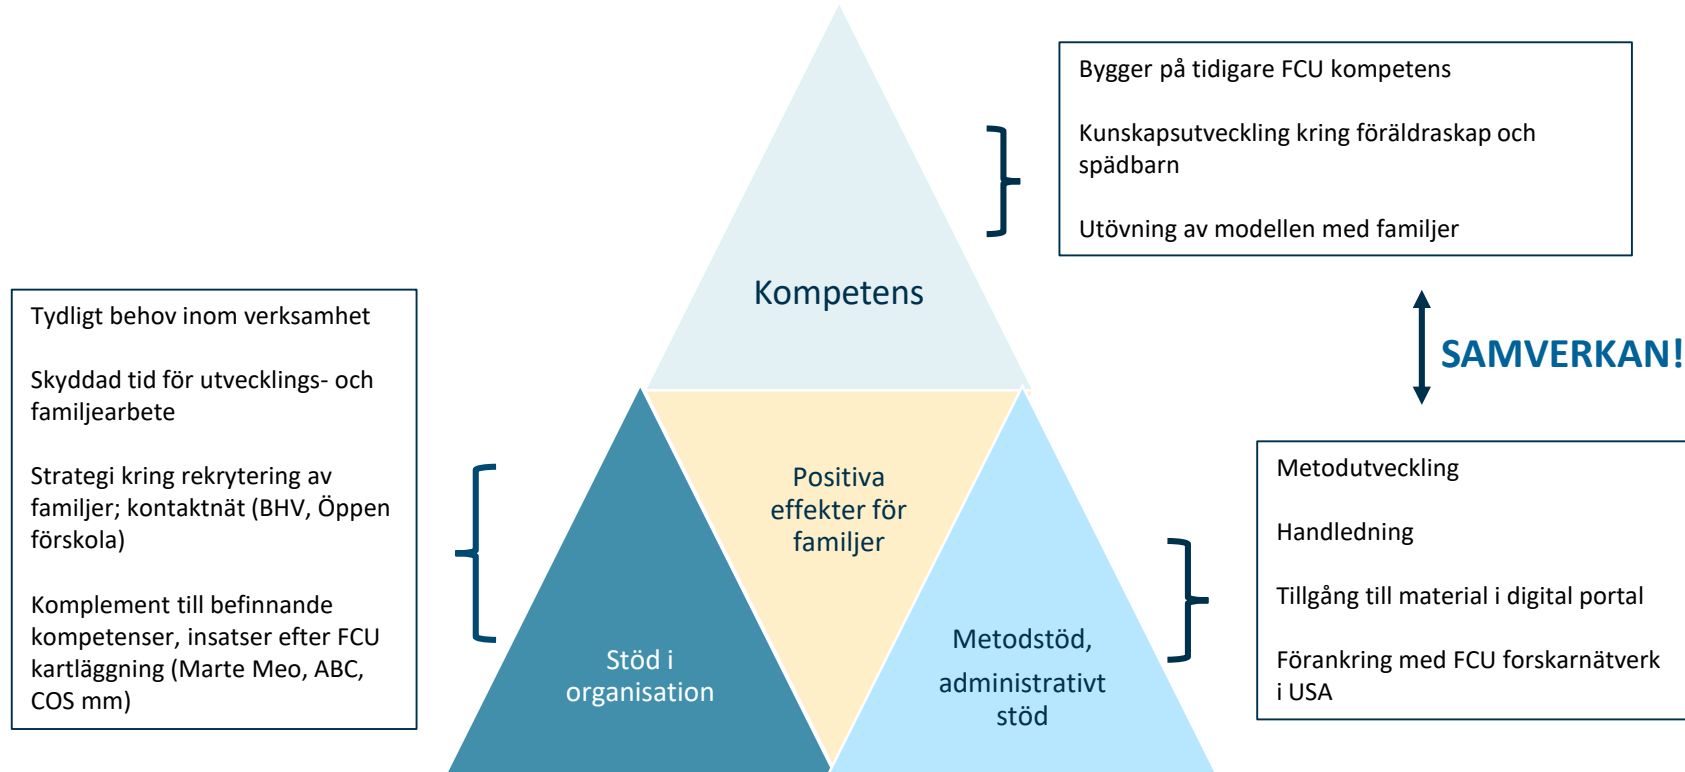 Bygger på tidigare FCU kompetens
Kunskapsutveckling kring föräldraskap och
spädbarn
Utövning av modellen med familjer
Kompetens
Tydligt behov inom verksamhet
Skyddad tid för utvecklings- och
familjearbete
Strategi kring rekrytering av
familjer; kontaktnät (BHV, Öppen
förskola)
Komplement till befinnande
kompetenser, insatser efter FCU
kartläggning (Marte Meo, ABC,
COS mm)
SAMVERKAN!
Positiva
effekter för
familjer
Stöd i
organisation
Metodstöd,
administrativt
stöd
Metodutveckling
Handledning
Tillgång till material i digital portal
Förankring med FCU forskarnätverk
i USA